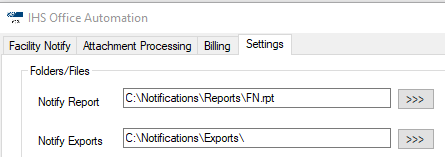 IHS Office Automation
Facility Notify Attachment Processing Billing Settings
Folders/Files
Notify Report C:\Notifications\Reports\FN.rpt >>>
Notify Exports C:\Notifications\Exports\ >>>